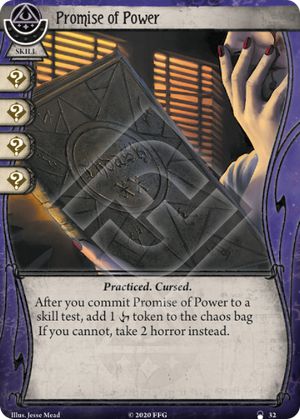 Promise of Power
SKILL
?
?
?
?
Practiced. Cursed.
After you commit Promise of Power to a
skill test, add 1 token to the chaos bag
If you cannot, take 2 horror instead.
Illus. Jesse Mead
© 2020 FFG
32